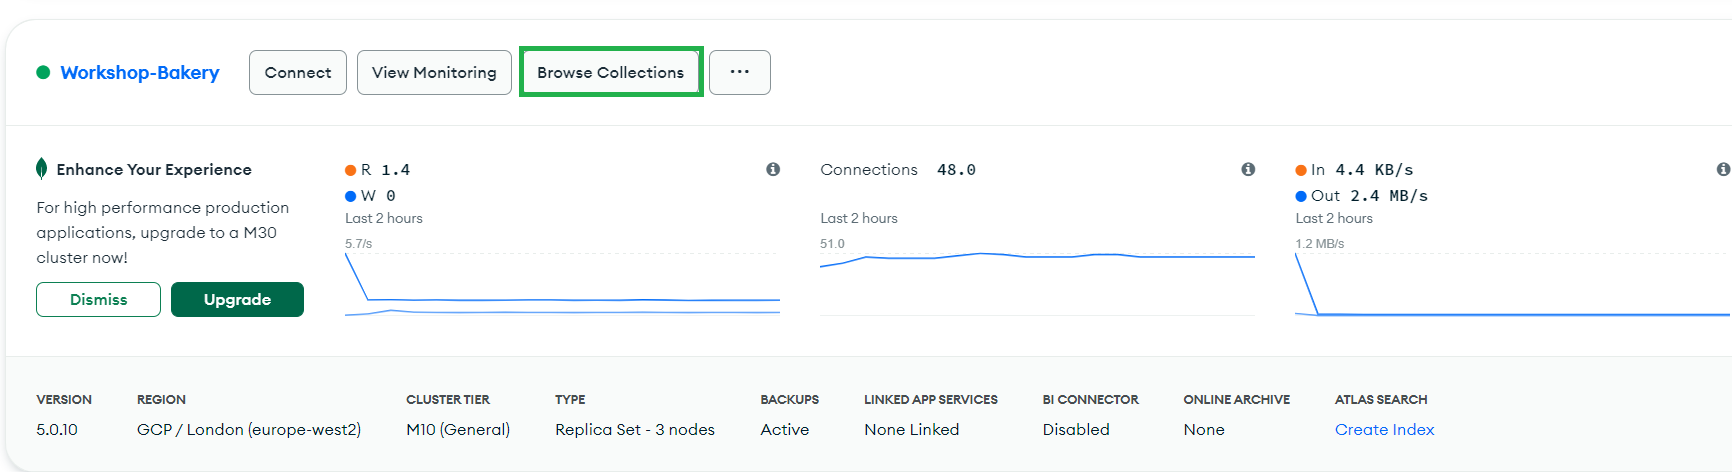 Workshop-Bakery
Connect
View Monitoring
Browse Collections
...
Enhance Your Experience
For high performance production
applications, upgrade to a M30
cluster now!
Dismiss
Upgrade
R 1.4
W 0
Last 2 hours
5.7/s
Connections 48.0
Last 2 hours
51.0
In 4.4 KB/s
Out 2.4 MB/s
Last 2 hours
1.2 MB/s
VERSION
5.0.10
REGION
GCP / London (europe-west2)
CLUSTER TIER
M10 (General)
TYPE
Replica Set - 3 nodes
BACKUPS
Active
LINKED APP SERVICES
None Linked
BI CONNECTOR
Disabled
ONLINE ARCHIVE
None
ATLAS SEARCH
Create Index